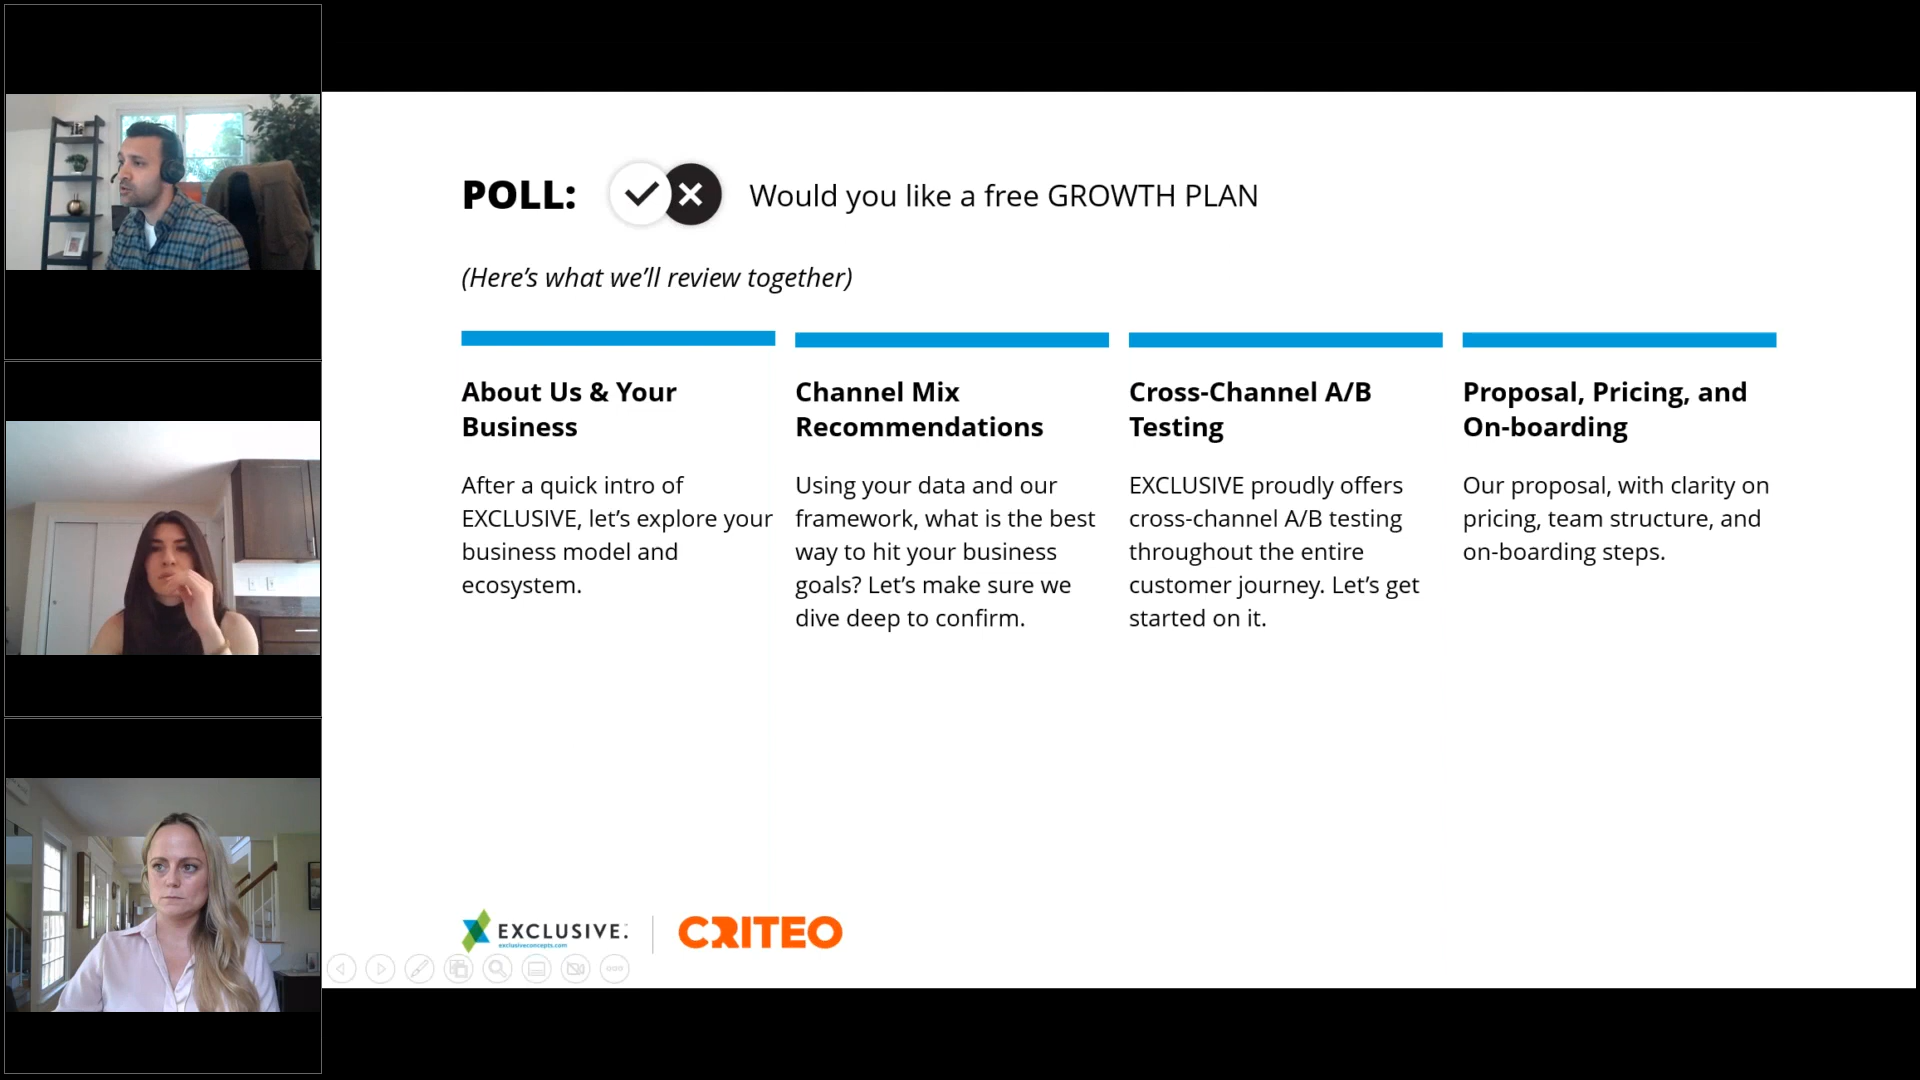 POLL:
Would you like a free GROWTH PLAN
(Here’s what we’ll review together)
About Us & Your
Business
After a quick intro of
EXCLUSIVE, let’s explore your
business model and
ecosystem.
Channel Mix
Recommendations
Using your data and our
framework, what is the best
way to hit your business
goals? Let’s make sure we
dive deep to confirm.
Cross-Channel A/B
Testing
EXCLUSIVE proudly offers
cross-channel A/B testing
throughout the entire
customer journey. Let’s get
started on it.
Proposal, Pricing, and
On-boarding
Our proposal, with clarity on
pricing, team structure, and
on-boarding steps.
EXCLUSIVE.
exclusiveconcepts.com
CRITEO